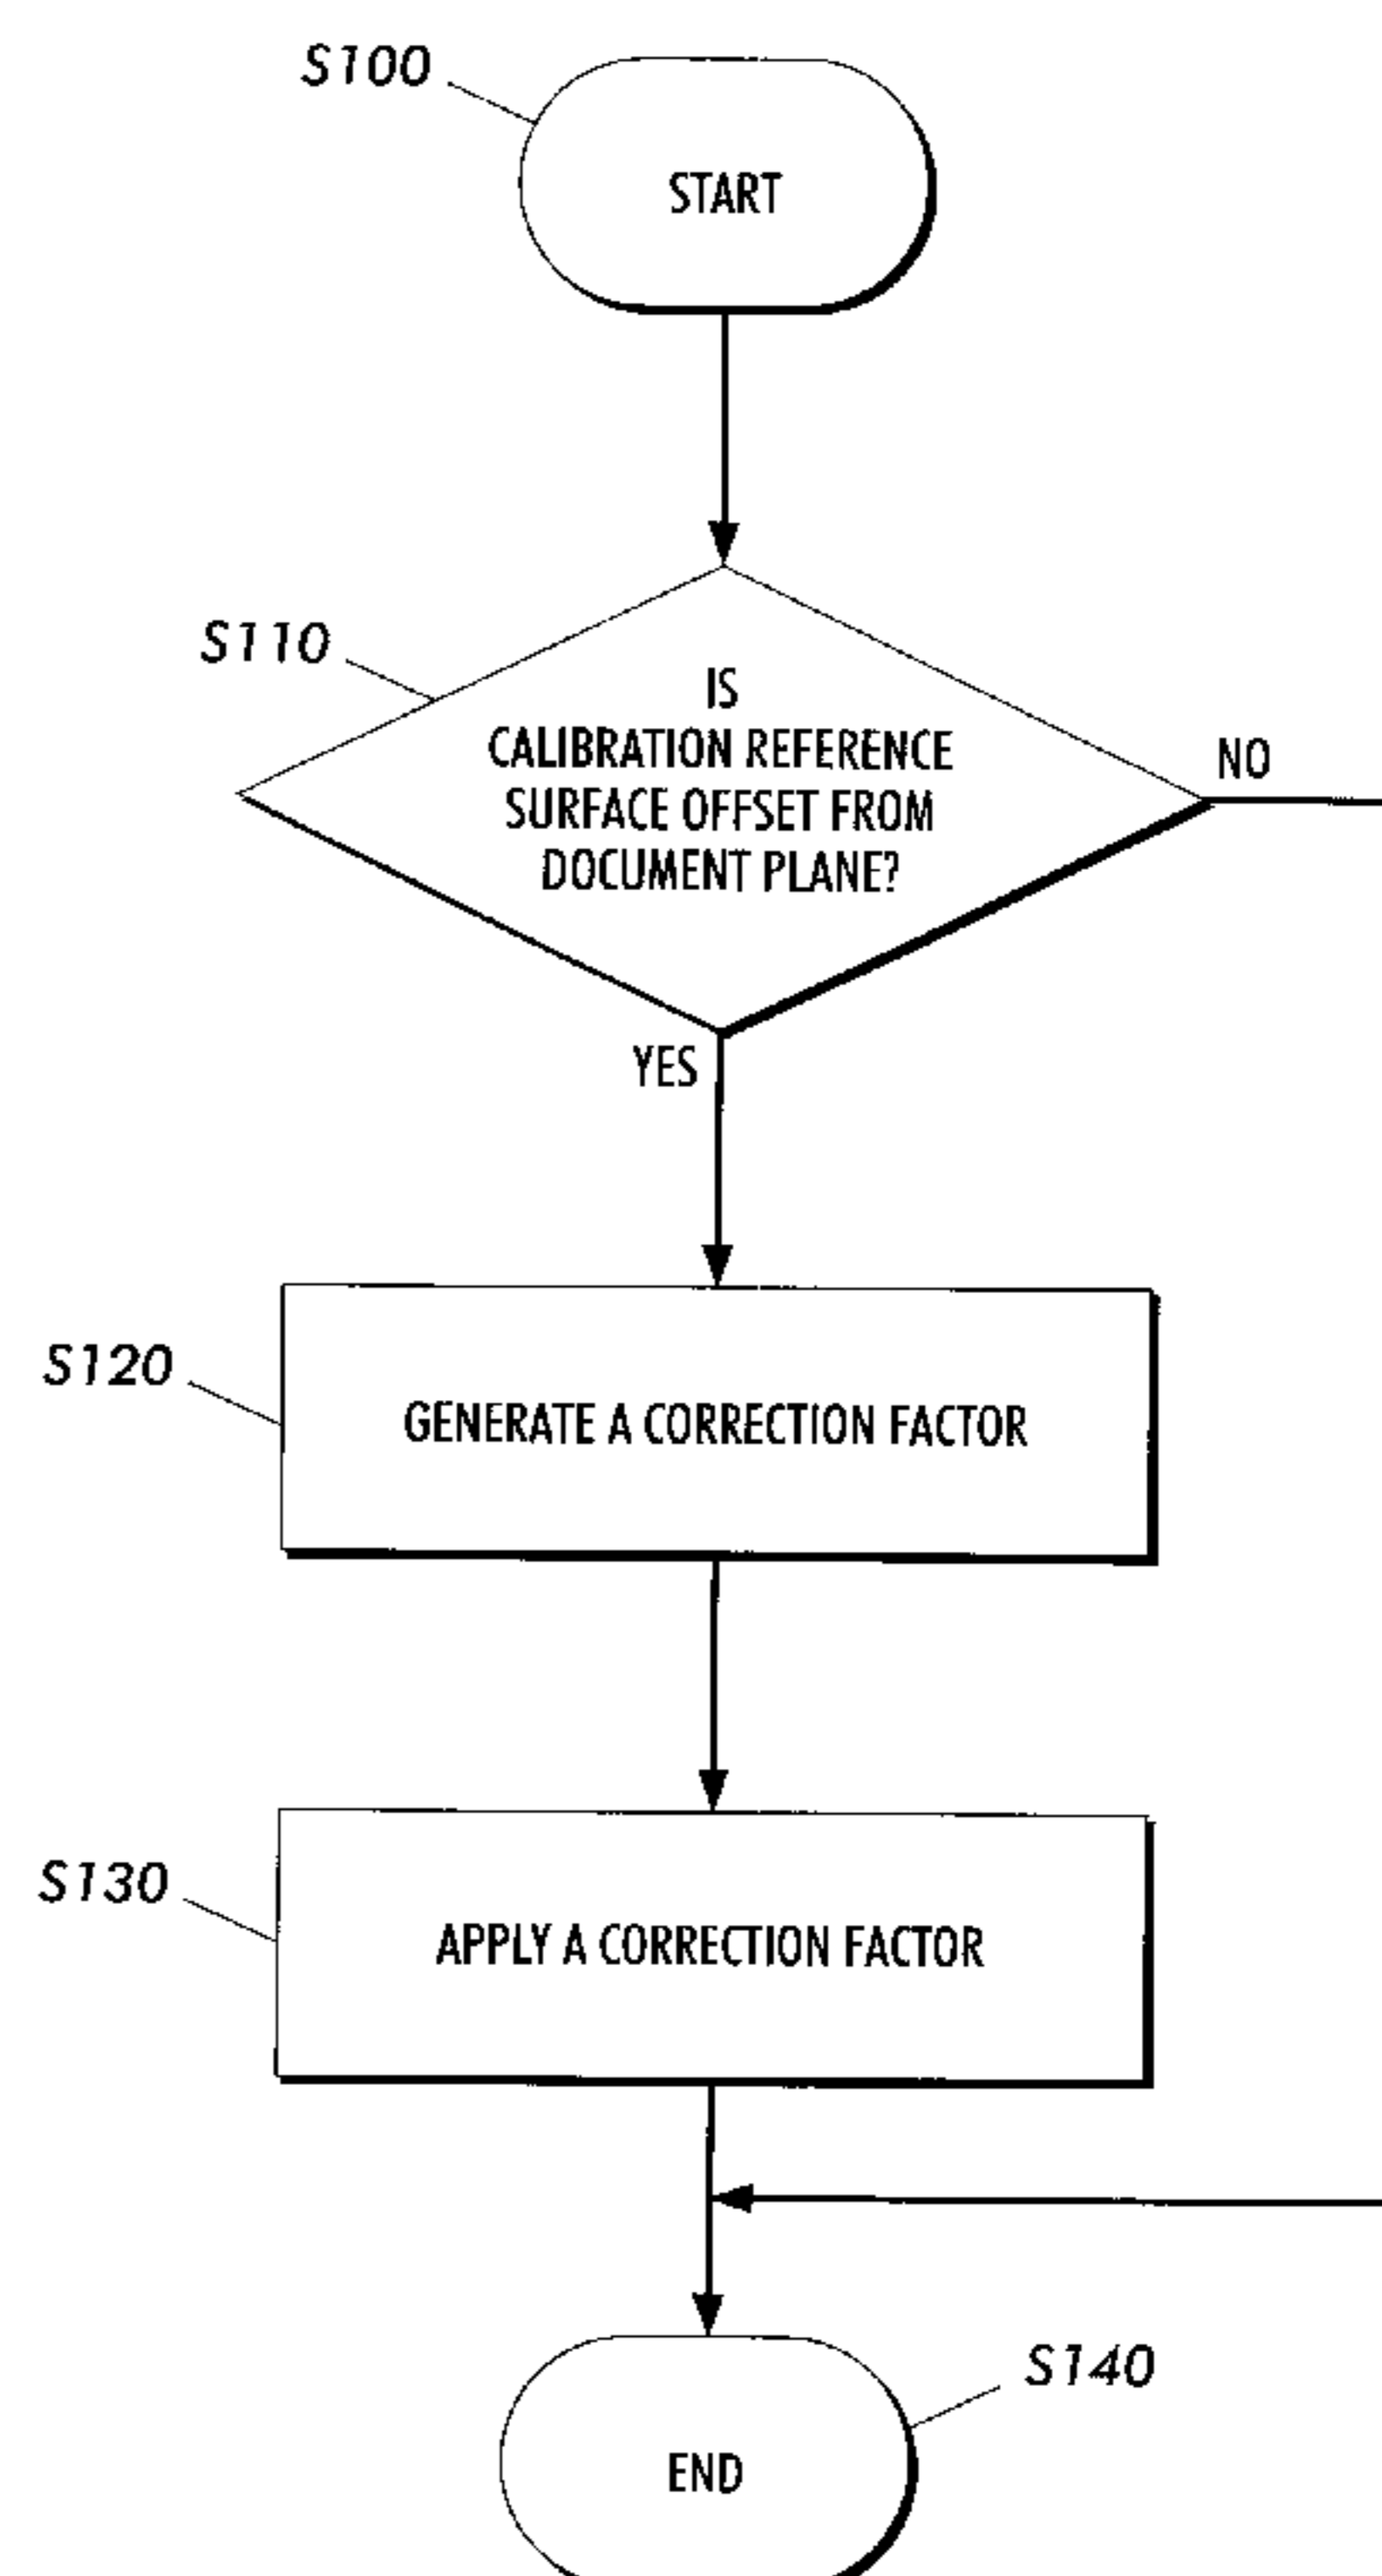 S100
START
S110
IS
CALIBRATION REFERENCE
SURFACE OFFSET FROM
DOCUMENT PLANE?
NO
YES
S120
GENERATE A CORRECTION FACTOR
S130
APPLY A CORRECTION FACTOR
S140
END